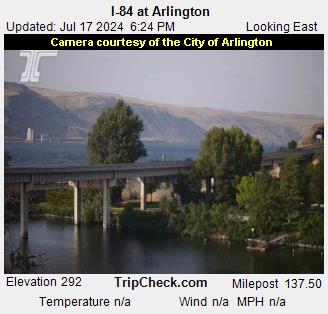 I-84 at Arlington
Updated: Jul 17 2024 6:24 PM Looking East
Camera courtesy of the City of Arlington
Elevation 292 TripCheck.com Milepost 137.50
Temperature n/a Wind n/a MPH n/a